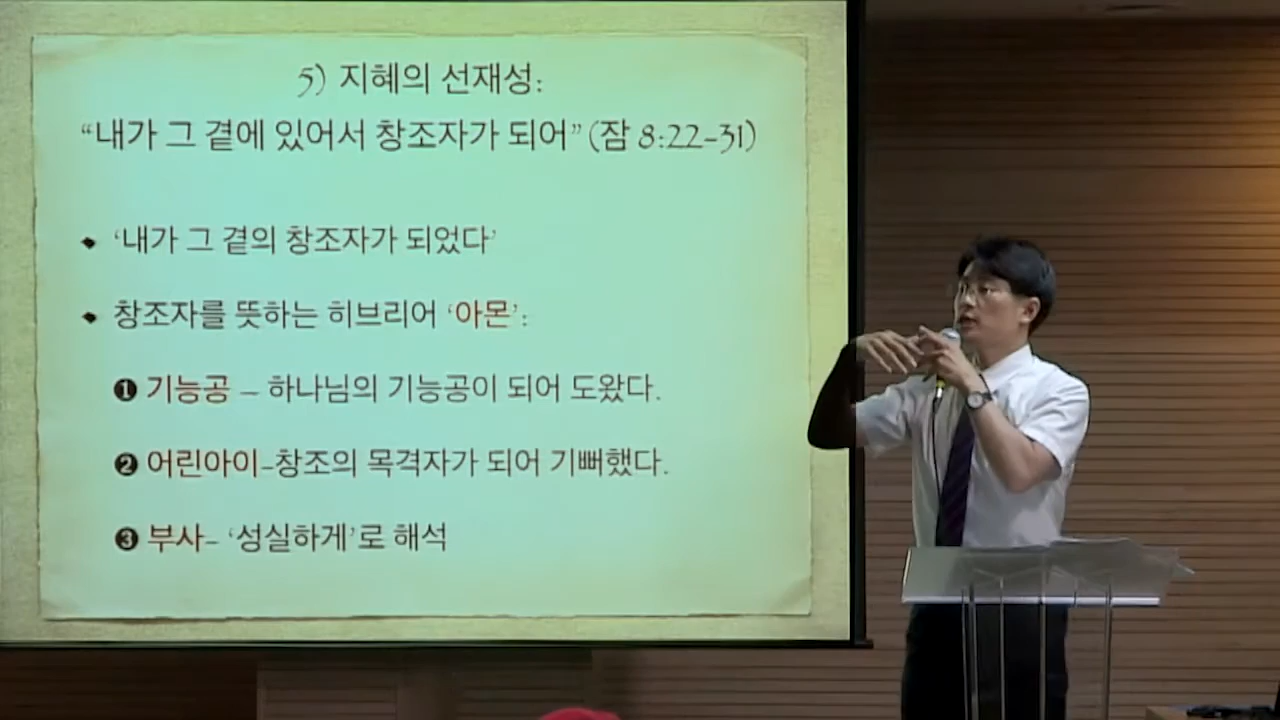 5) 지혜의 선재성:
“내가 그 곁에 있어서 창조자가 되어”(잠 8:22-31)
‘내가 그 곁의 창조자가 되었다’
창조자를 뜻하는 히브리어 ‘아몬’:
❶ 기능공 – 하나님의 기능공이 되어 도왔다.
❷ 어린아이-창조의 목격자가 되어 기뻐했다.
❸ 부사- ‘성실하게’로 해석